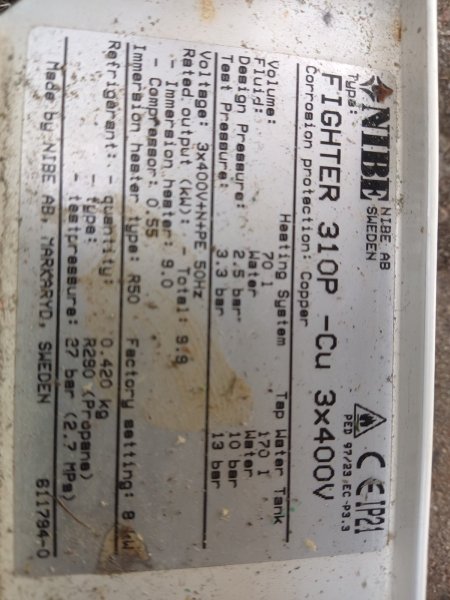 NIBE
NIBE AB
SWEDEN
CE IP21
PED 97/23 EC P3.3
Type:
FIGHTER 310P -Cu 3x400V
Corrosion protection: Copper
Heating System Tap Water Tank
Volume: 70 l 170 l
Fluid: Water Water
Design Pressure: 2.5 bar 10 bar
Test Pressure: 3.3 bar 13 bar
Voltage: 3x400V+N+PE 50Hz
Rated output (kW): - Total: 9.9
- Immersion heater: 9.0
- Compressor: 0.55
Immersion heater type: R50 Factory setting: 8 kW
Refrigerant: - quantity: 0.420 kg
- type: R290 (Propane)
- testpressure: 27 bar (2.7 MPa)
Made by NIBE AB, MARKARYD, SWEDEN 611784-0